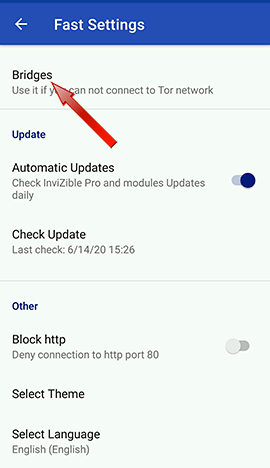 Fast Settings
Bridges
Use it if you can not connect to Tor network
Update
Automatic Updates
Check InviZible Pro and modules Updates
daily
Check Update
Last check: 6/14/20 15:26
Other
Block http
Deny connection to http port 80
Select Theme
Select Language
English (English)